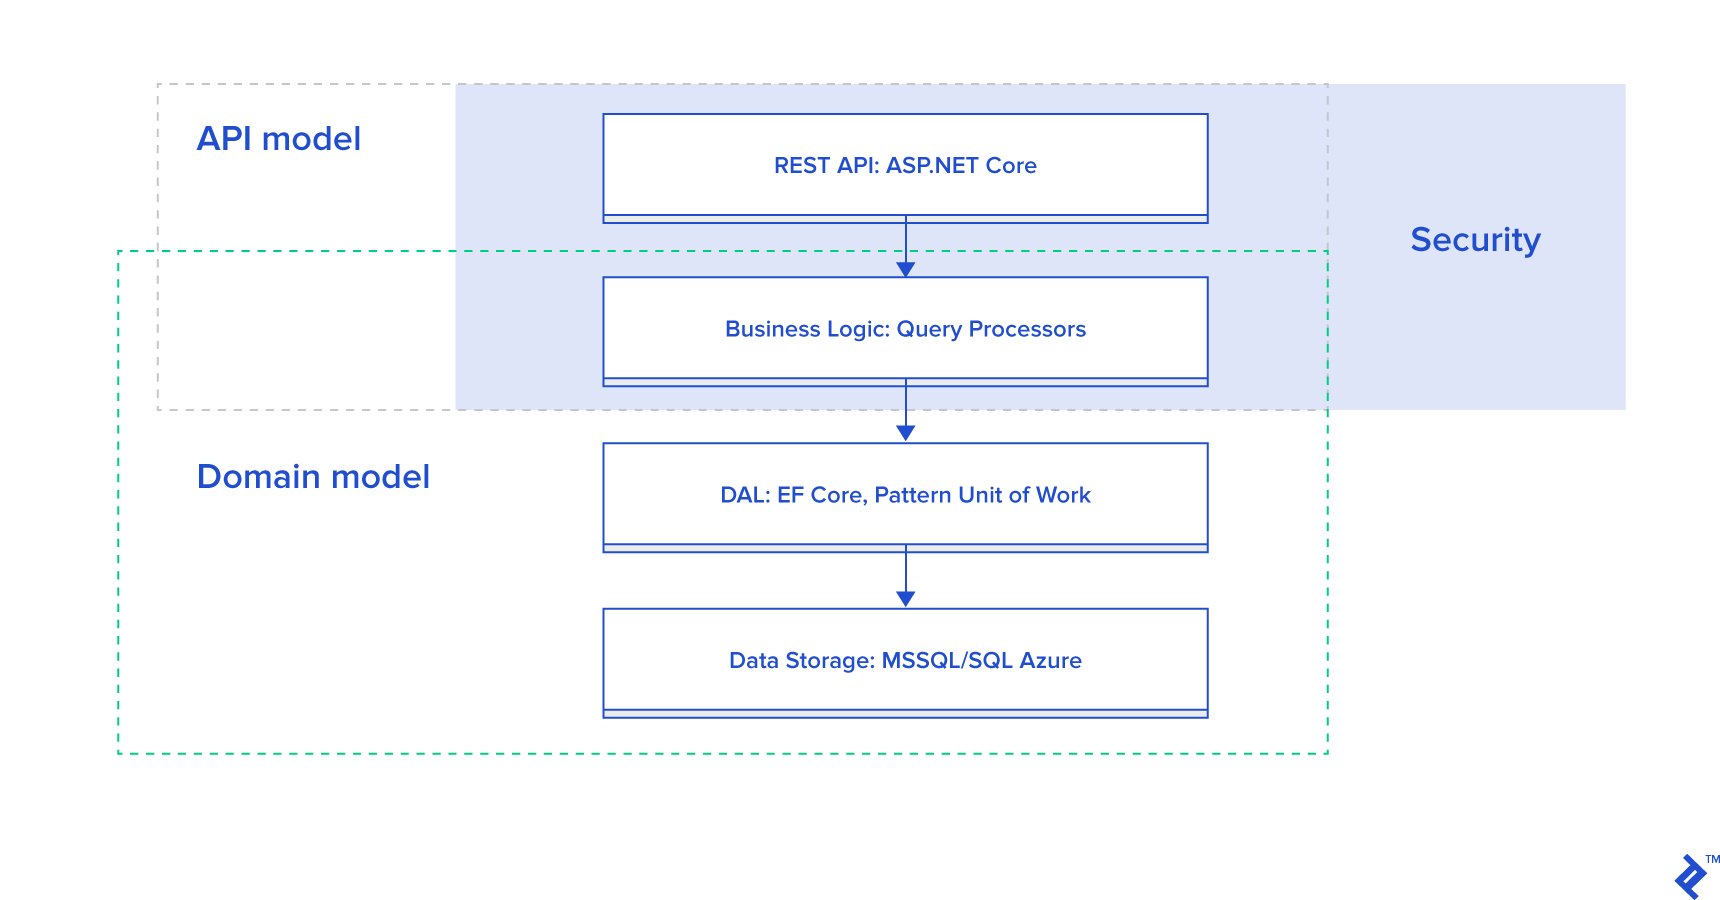 API model
REST API: ASP.NET Core
Security
Business Logic: Query Processors
Domain model
DAL: EF Core, Pattern Unit of Work
Data Storage: MSSQL/SQL Azure
TM